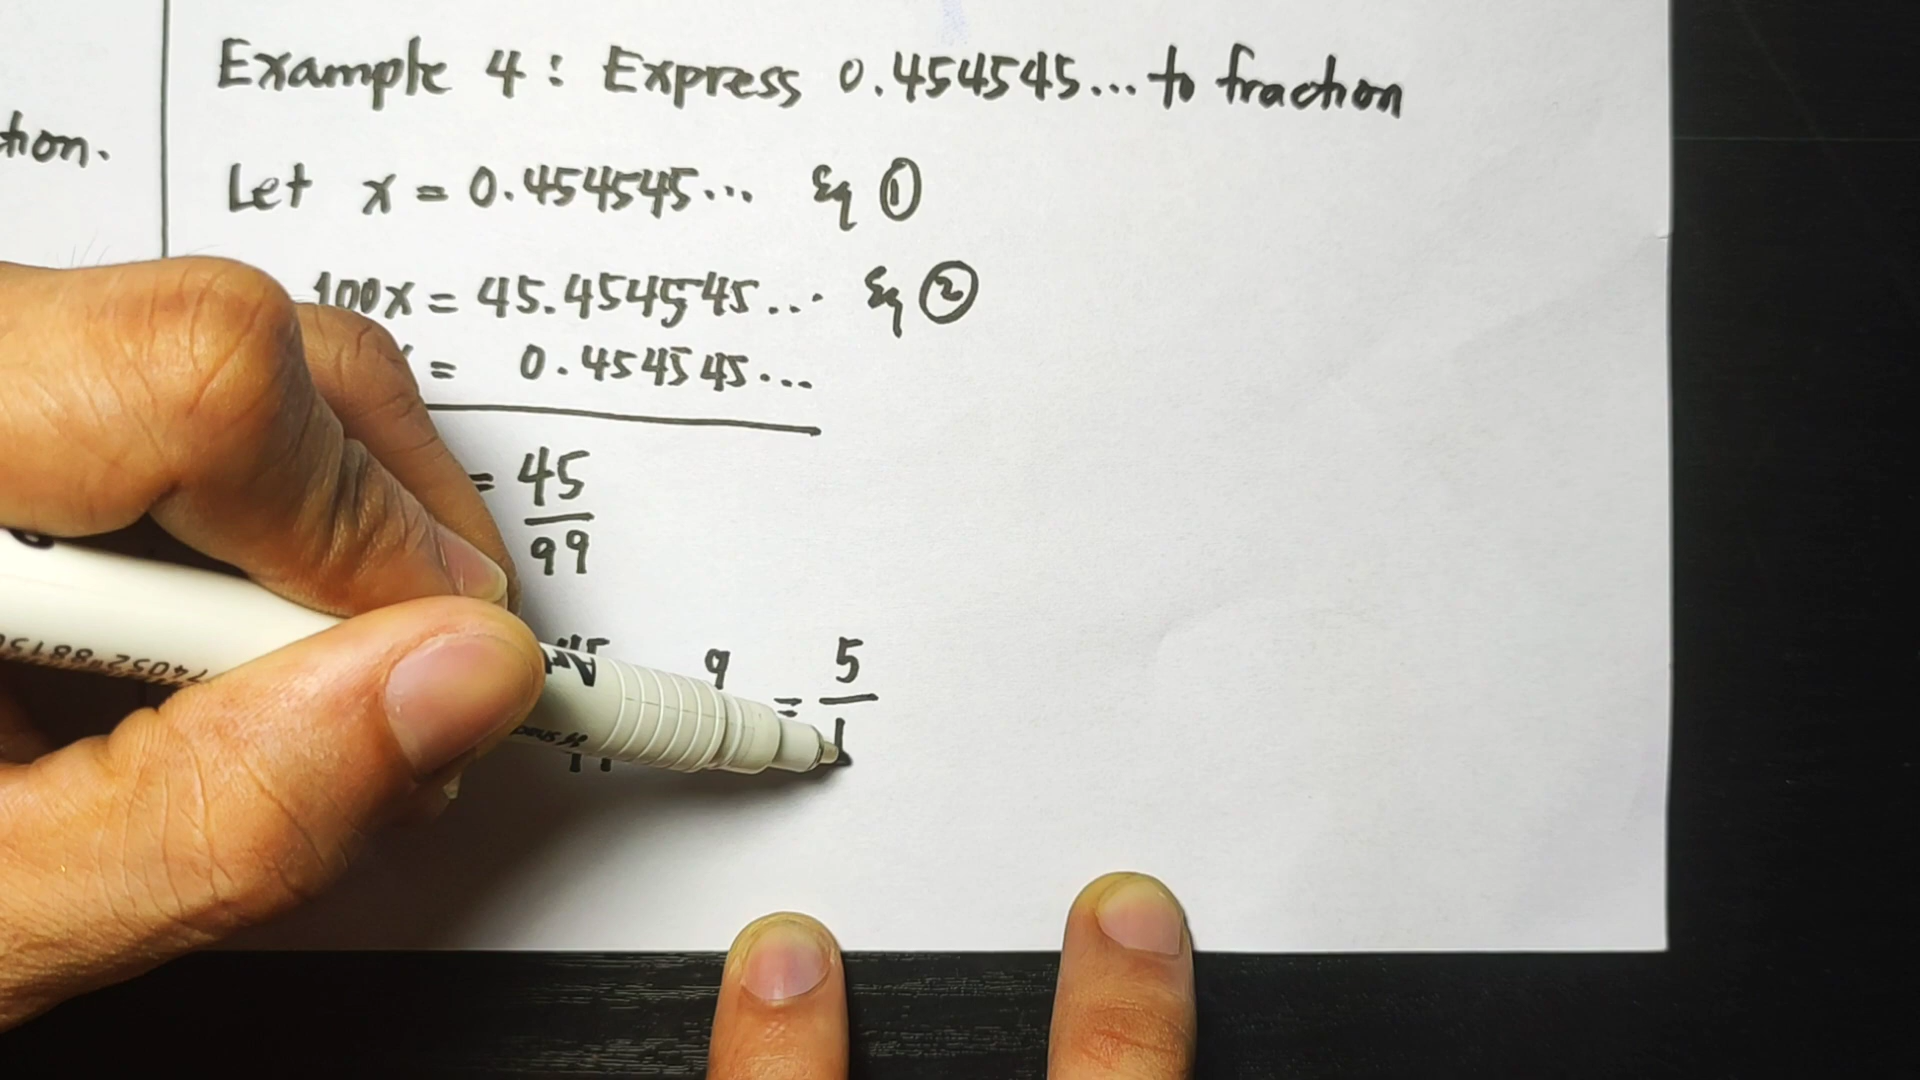 tion.
Example 4 : Express 0.454545... to fraction
Let x = 0.454545... Eq ①
100x = 45.454545... Eq ②
= 0.454545...
= 45
99
9 = 5
1